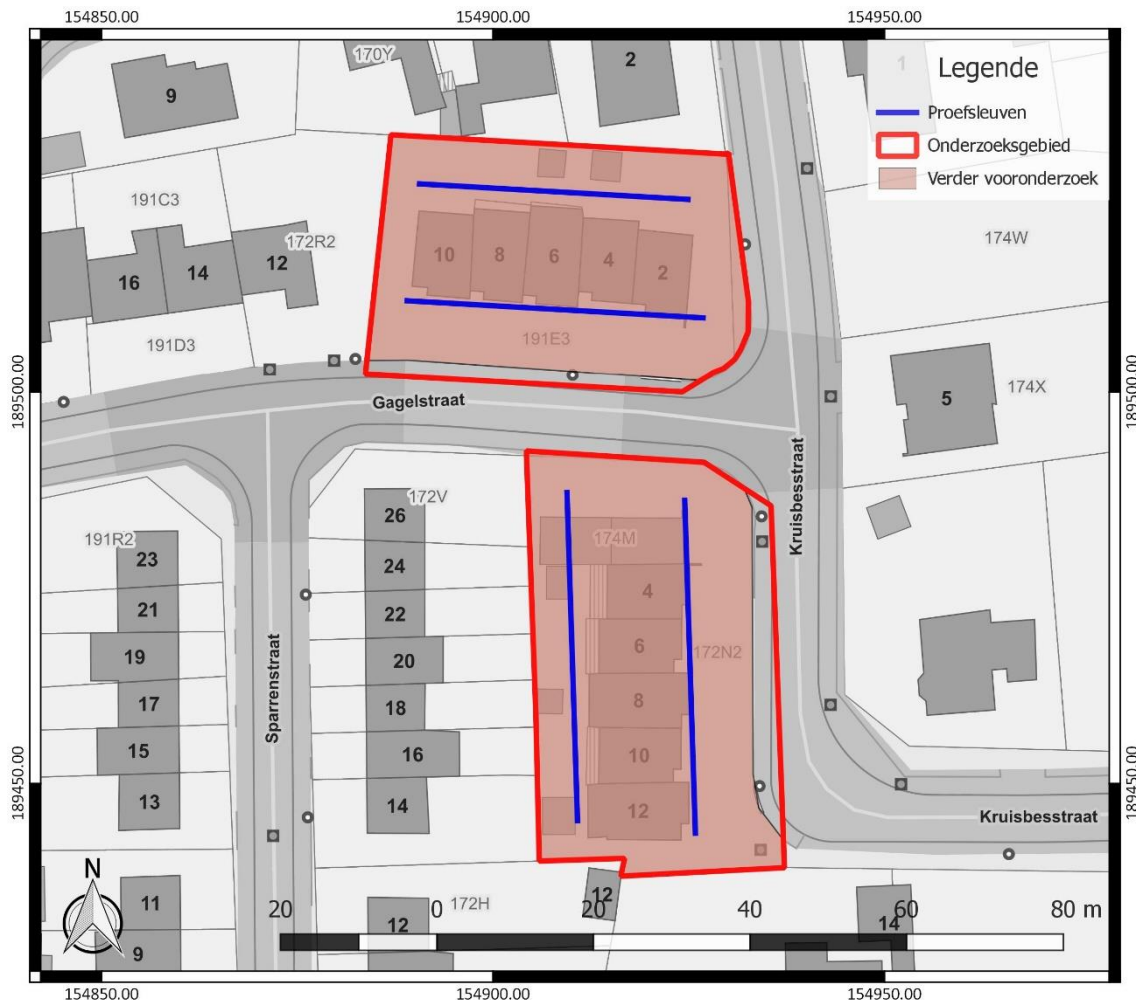 154850.00 154900.00 154950.00
Legende
Proefsleuven
Onderzoeksgebied
Verder vooronderzoek
170Y
2
1
9
191C3
172R2
174W
10 8 6 4 2
16 14 12
191D3
191E3
189500.00
189500.00
Gagelstraat
5
174X
Kruisbesstraat
172V
26
174M
191R2
23
24
4
21
22
6
172N2
19
20
Sparrenstraat
17
18
8
15
16
10
189450.00
189450.00
13
14
12
Kruisbesstraat
N
11
12
172H
12
14
20 0 20 40 60 80 m
9
154850.00 154900.00 154950.00